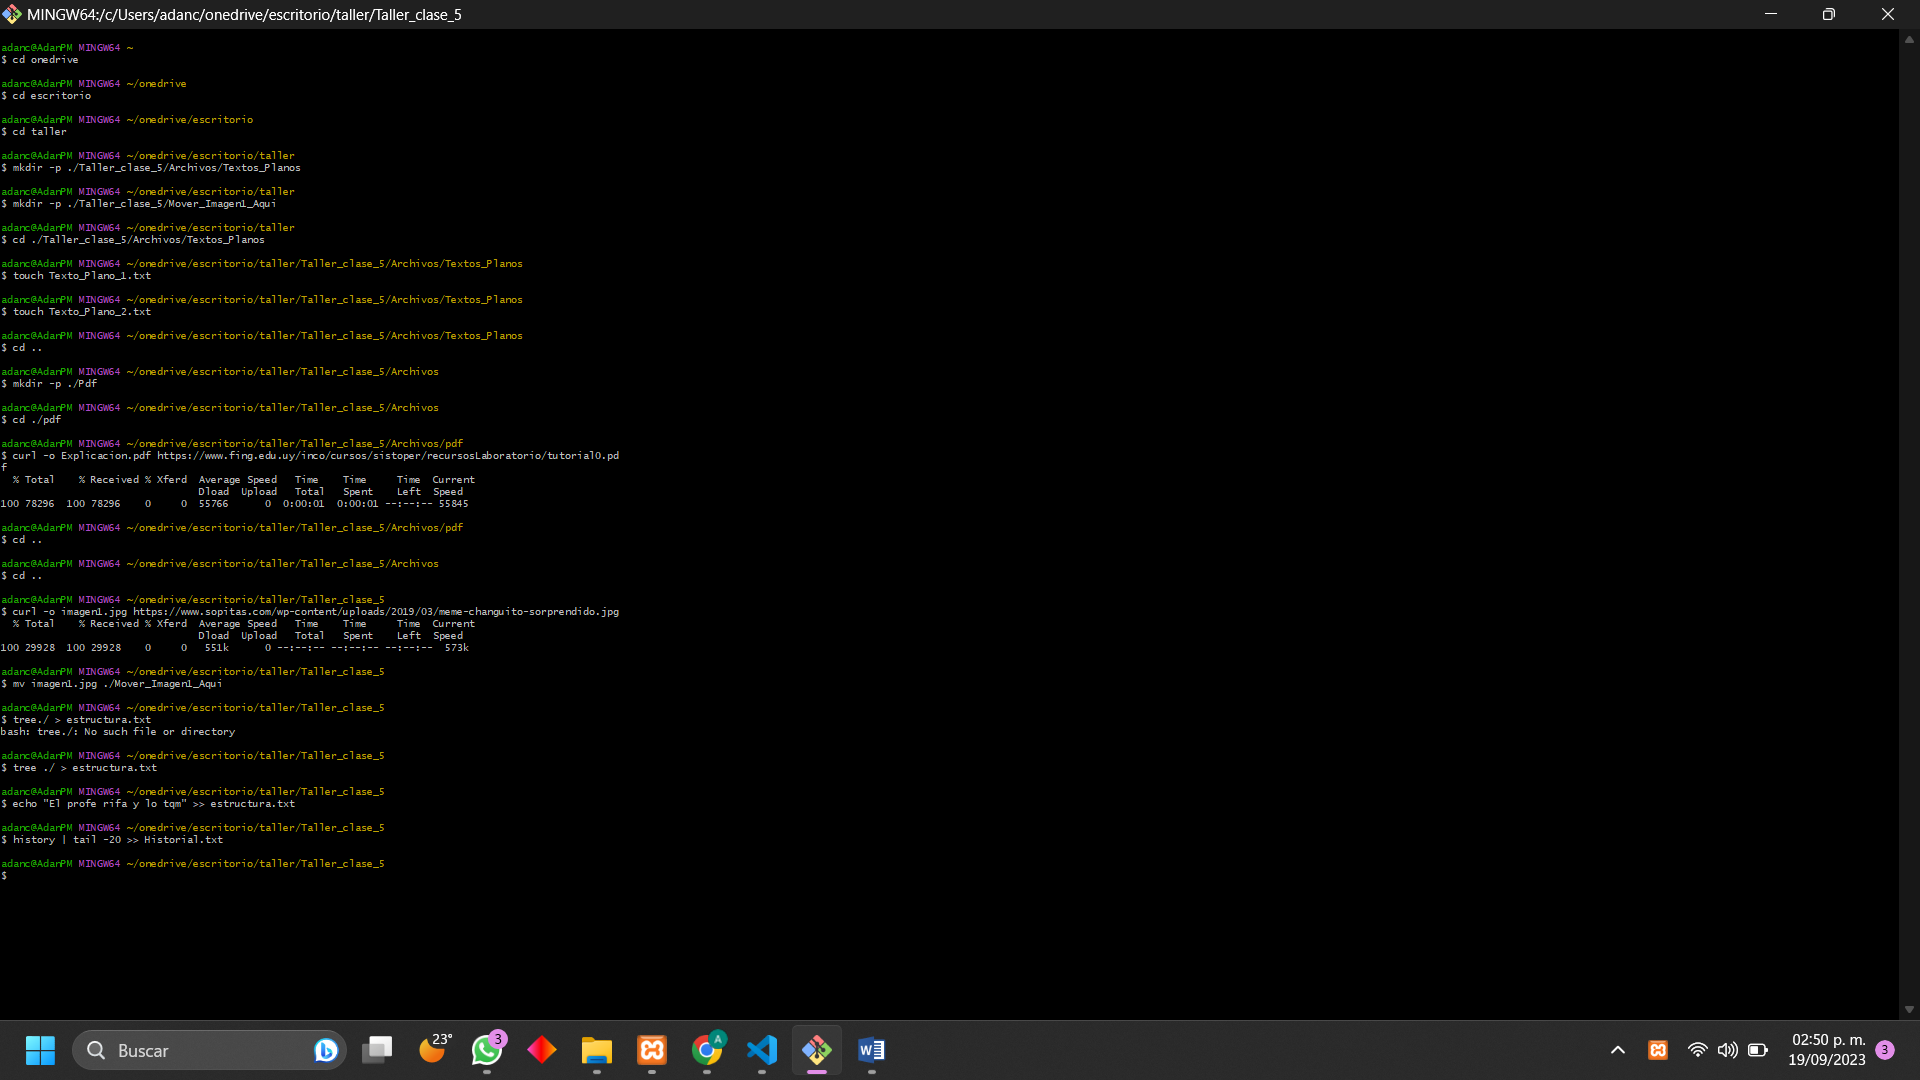 MINGW64:/c/Users/adanc/onedrive/escritorio/taller/Taller_clase_5
adanc@AdanPM MINGW64 ~
$ cd onedrive
adanc@AdanPM MINGW64 ~/onedrive
$ cd escritorio
adanc@AdanPM MINGW64 ~/onedrive/escritorio
$ cd taller
adanc@AdanPM MINGW64 ~/onedrive/escritorio/taller
$ mkdir -p ./Taller_clase_5/Archivos/Textos_Planos
adanc@AdanPM MINGW64 ~/onedrive/escritorio/taller
$ mkdir -p ./Taller_clase_5/Mover_Imagen1_Aqui
adanc@AdanPM MINGW64 ~/onedrive/escritorio/taller
$ cd ./Taller_clase_5/Archivos/Textos_Planos
adanc@AdanPM MINGW64 ~/onedrive/escritorio/taller/Taller_clase_5/Archivos/Textos_Planos
$ touch Texto_Plano_1.txt
adanc@AdanPM MINGW64 ~/onedrive/escritorio/taller/Taller_clase_5/Archivos/Textos_Planos
$ touch Texto_Plano_2.txt
adanc@AdanPM MINGW64 ~/onedrive/escritorio/taller/Taller_clase_5/Archivos/Textos_Planos
$ cd ..
adanc@AdanPM MINGW64 ~/onedrive/escritorio/taller/Taller_clase_5/Archivos
$ mkdir -p ./Pdf
adanc@AdanPM MINGW64 ~/onedrive/escritorio/taller/Taller_clase_5/Archivos
$ cd ./pdf
adanc@AdanPM MINGW64 ~/onedrive/escritorio/taller/Taller_clase_5/Archivos/pdf
$ curl -o Explicacion.pdf https://www.fing.edu.uy/inco/cursos/sistoper/recursosLaboratorio/tutorial0.pd
f
% Total % Received % Xferd Average Speed Time Time Time Current
Dload Upload Total Spent Left Speed
100 78296 100 78296 0 0 55766 0 0:00:01 0:00:01 --:--:-- 55845
adanc@AdanPM MINGW64 ~/onedrive/escritorio/taller/Taller_clase_5/Archivos/pdf
$ cd ..
adanc@AdanPM MINGW64 ~/onedrive/escritorio/taller/Taller_clase_5/Archivos
$ cd ..
adanc@AdanPM MINGW64 ~/onedrive/escritorio/taller/Taller_clase_5
$ curl -o imagen1.jpg https://www.sopitas.com/wp-content/uploads/2019/03/meme-changuito-sorprendido.jpg
% Total % Received % Xferd Average Speed Time Time Time Current
Dload Upload Total Spent Left Speed
100 29928 100 29928 0 0 551k 0 --:--:-- --:--:-- --:--:-- 573k
adanc@AdanPM MINGW64 ~/onedrive/escritorio/taller/Taller_clase_5
$ mv imagen1.jpg ./Mover_Imagen1_Aqui
adanc@AdanPM MINGW64 ~/onedrive/escritorio/taller/Taller_clase_5
$ tree./ > estructura.txt
bash: tree./: No such file or directory
adanc@AdanPM MINGW64 ~/onedrive/escritorio/taller/Taller_clase_5
$ tree ./ > estructura.txt
adanc@AdanPM MINGW64 ~/onedrive/escritorio/taller/Taller_clase_5
$ echo "El profe rifa y lo tqm" >> estructura.txt
adanc@AdanPM MINGW64 ~/onedrive/escritorio/taller/Taller_clase_5
$ history | tail -20 >> Historial.txt
adanc@AdanPM MINGW64 ~/onedrive/escritorio/taller/Taller_clase_5
$
Buscar
23°
3
A
02:50 p. m.
19/09/2023
3